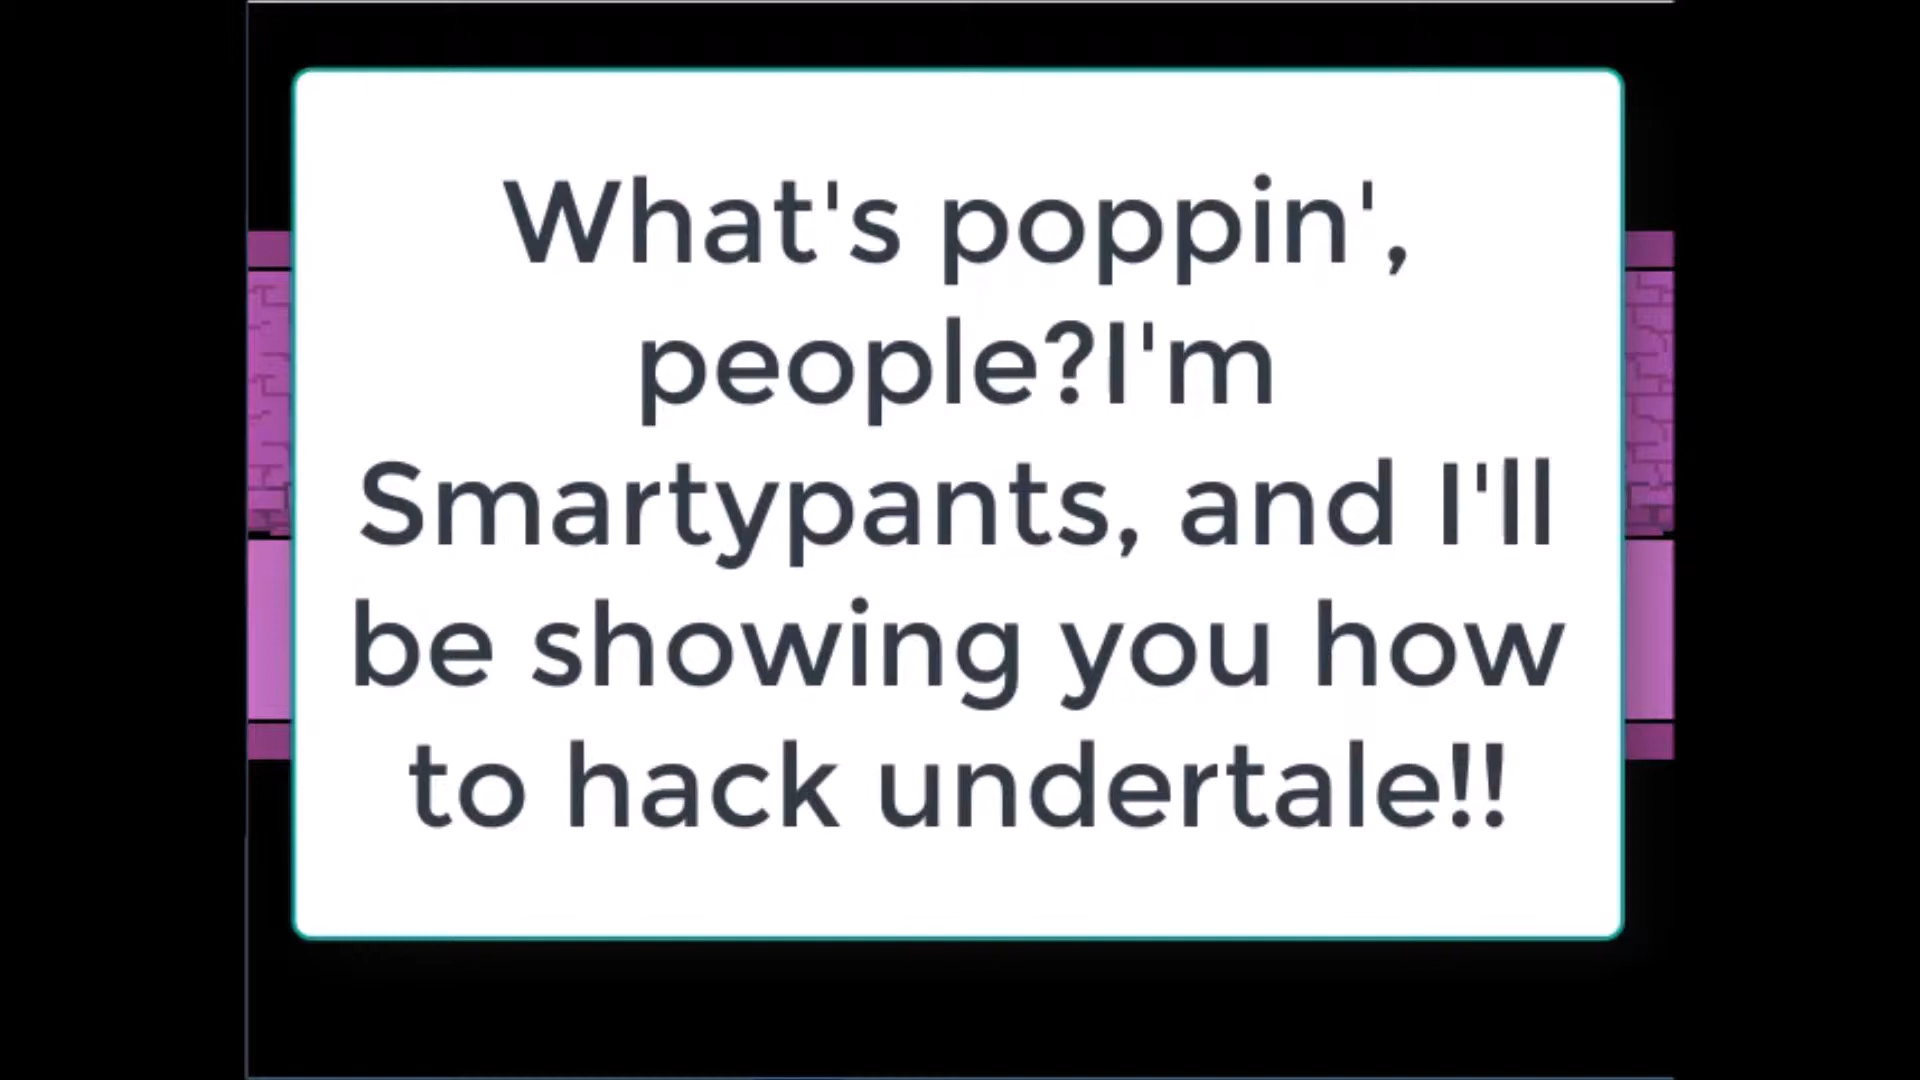 What's poppin',
people?I'm
Smartypants, and I'll
be showing you how
to hack undertale!!